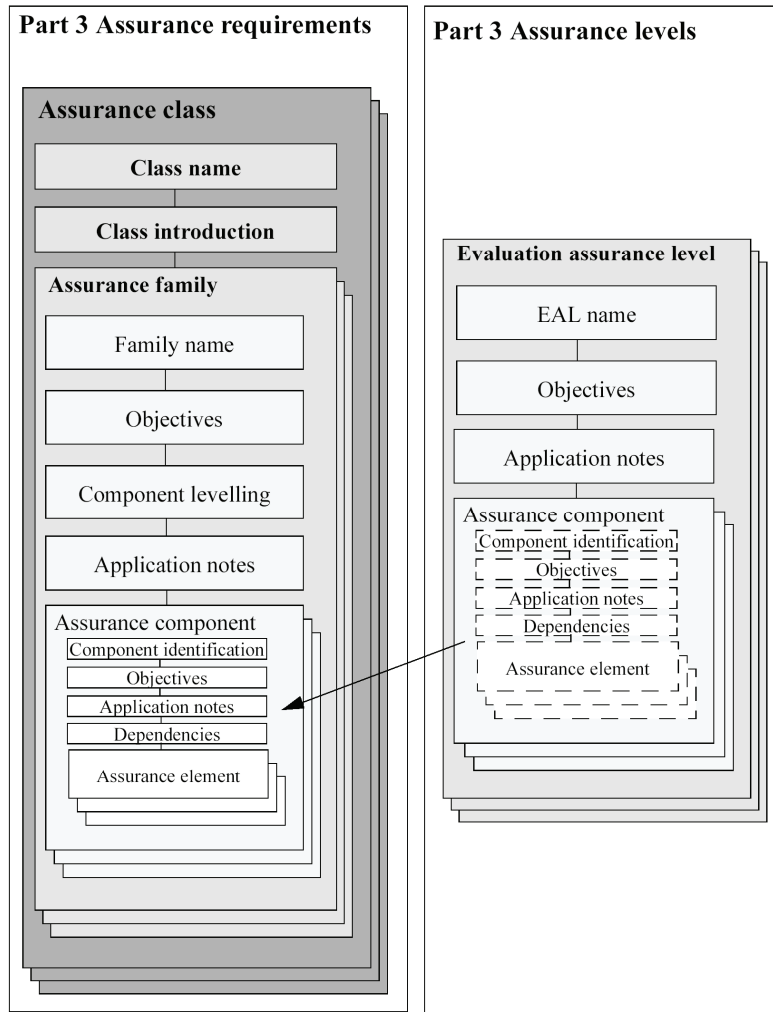 Part 3 Assurance requirements
Assurance class
Class name
Class introduction
Assurance family
Family name
Objectives
Component levelling
Application notes
Assurance component
Component identification
Objectives
Application notes
Dependencies
Assurance element
Part 3 Assurance levels
Evaluation assurance level
EAL name
Objectives
Application notes
Assurance component
Component identification
Objectives
Application notes
Dependencies
Assurance element